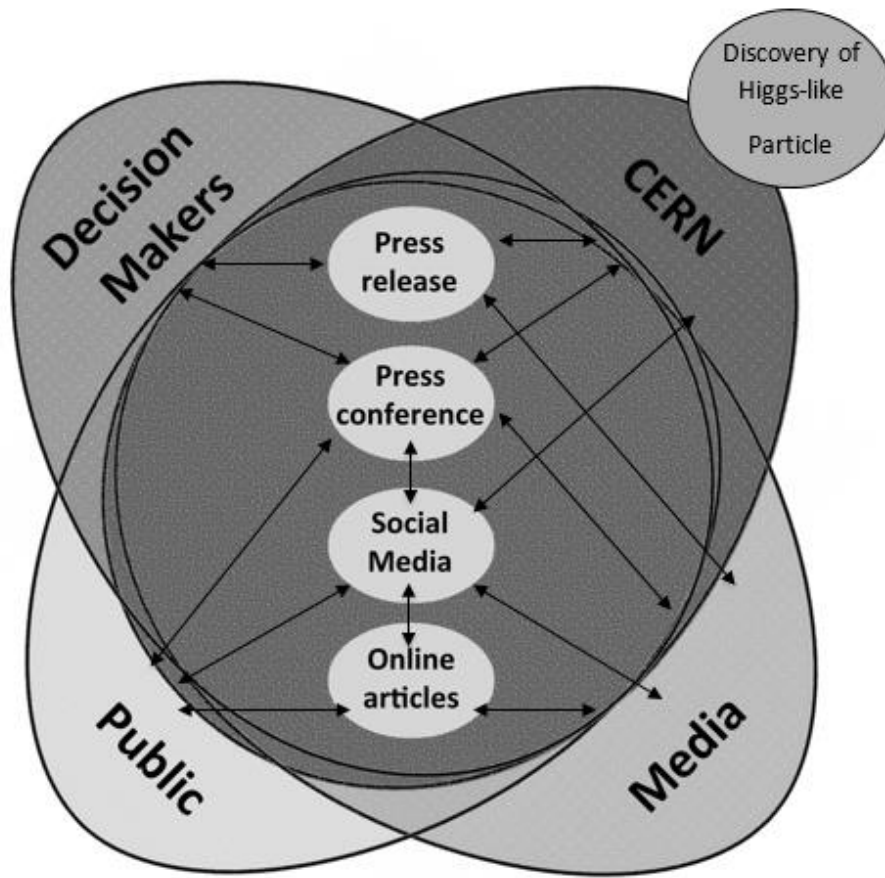 Discovery of
Higgs-like
Particle
Decision
Makers
CERN
Press
release
Press
conference
Social
Media
Online
articles
Public
Media